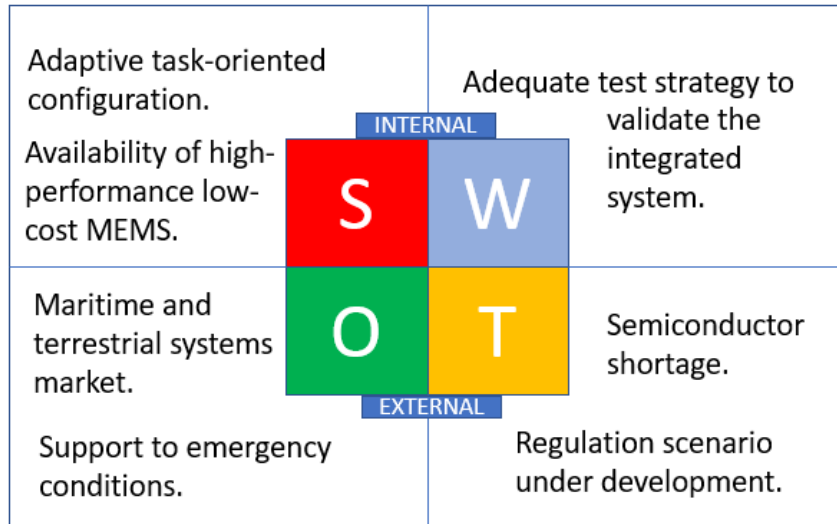 Adaptive task-oriented
configuration.
Availability of high-
performance low-
cost MEMS.
Adequate test strategy to
validate the
integrated
system.
INTERNAL
S W
O T
EXTERNAL
Maritime and
terrestrial systems
market.
Support to emergency
conditions.
Semiconductor
shortage.
Regulation scenario
under development.